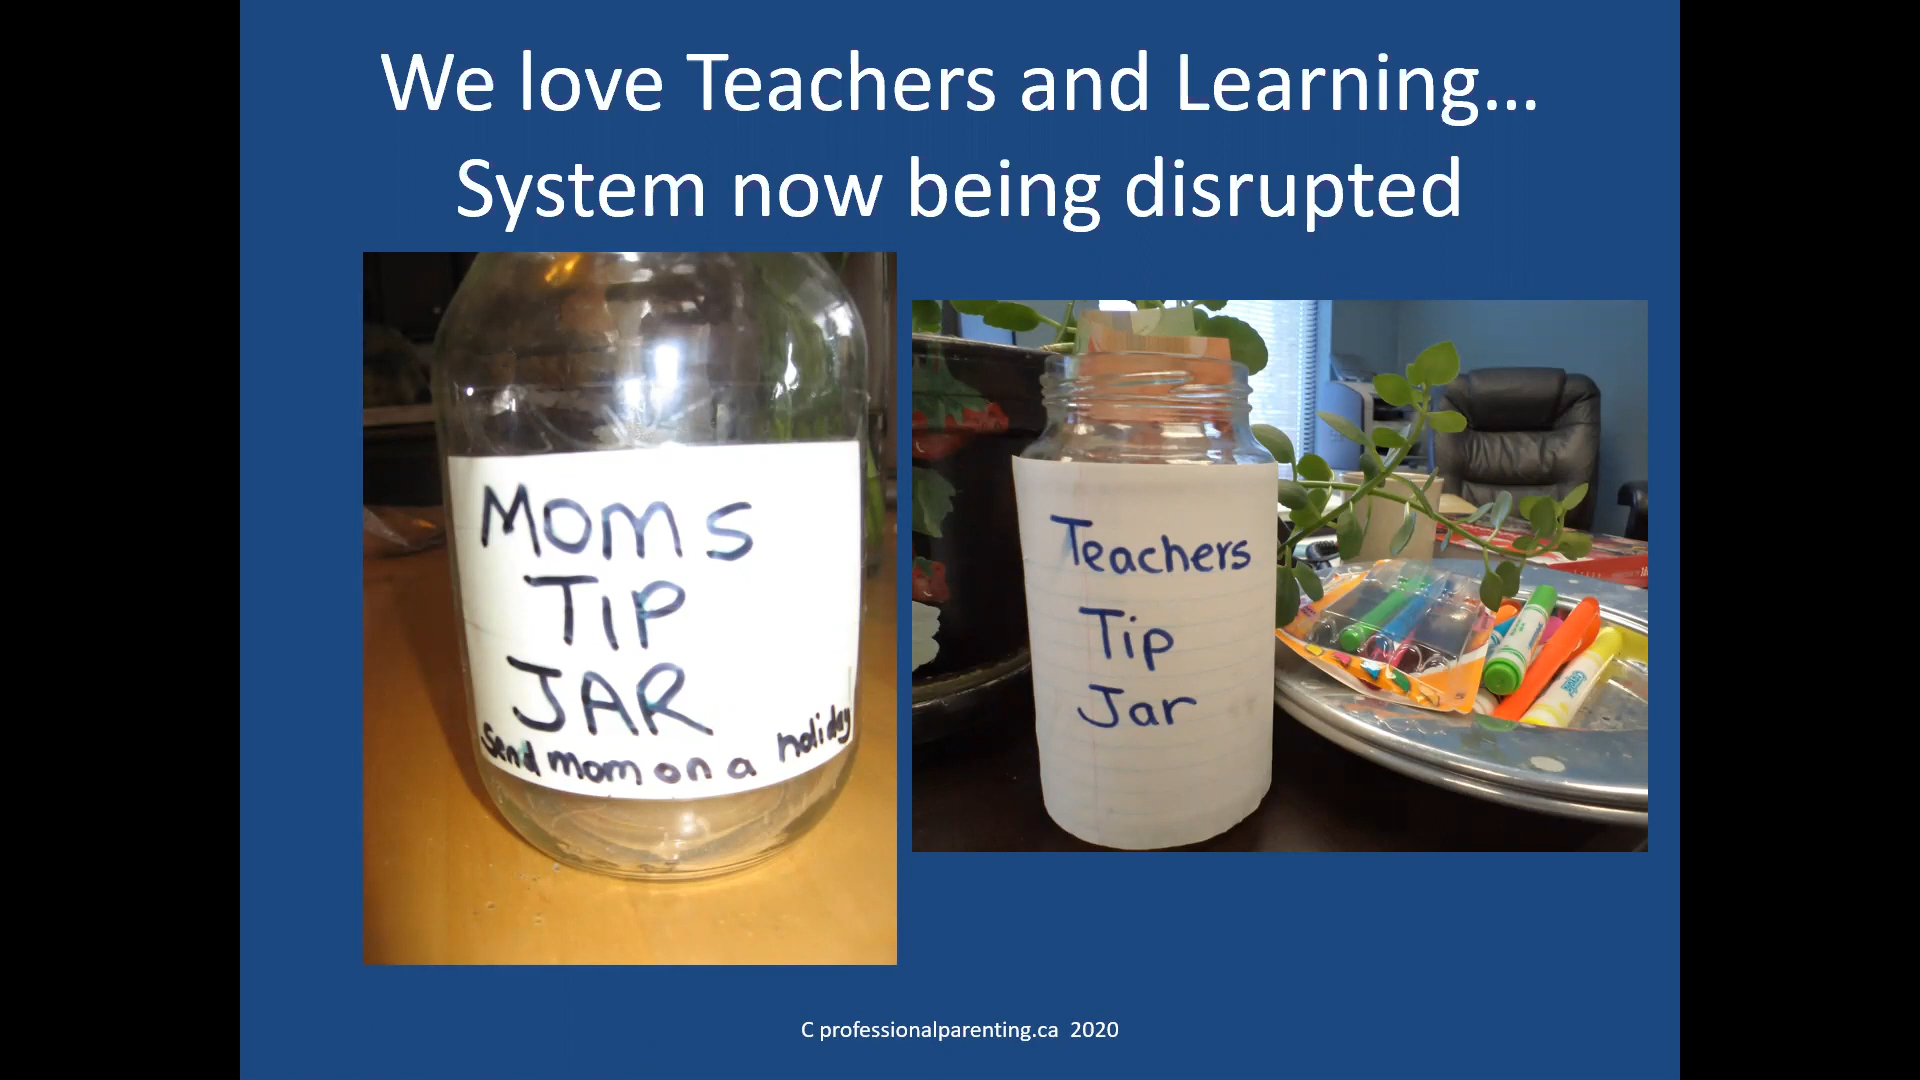 We love Teachers and Learning...
System now being disrupted
MOMS
TIP
JAR
Send mom on a holiday
Teachers
Tip
Jar
C professionalparenting.ca 2020